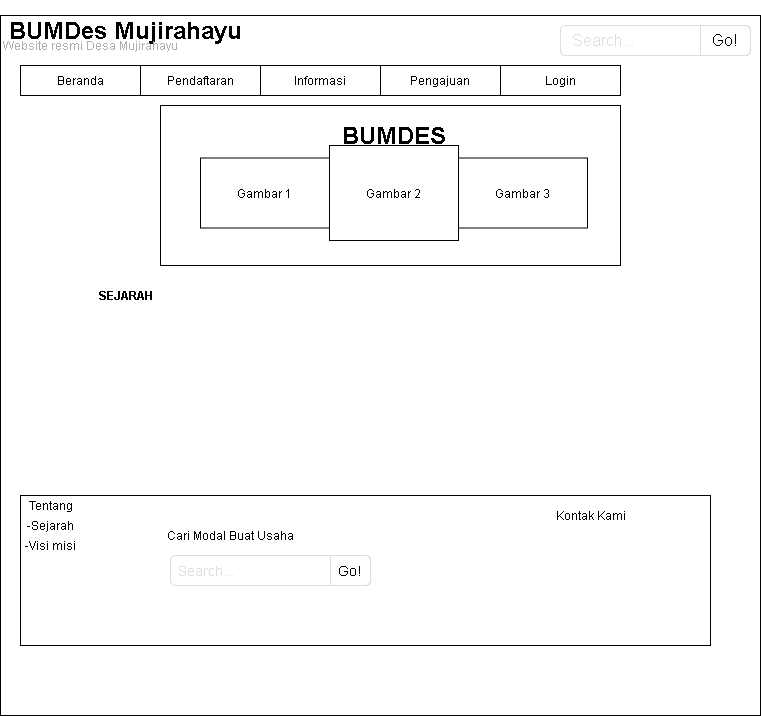 BUMDes Mujirahayu
Website resmi Desa Mujirahayu
Search...
Go!
Beranda
Pendaftaran
Informasi
Pengajuan
Login
BUMDES
Gambar 1
Gambar 2
Gambar 3
SEJARAH
Tentang
-Sejarah
-Visi misi
Cari Modal Buat Usaha
Search...
Go!
Kontak Kami